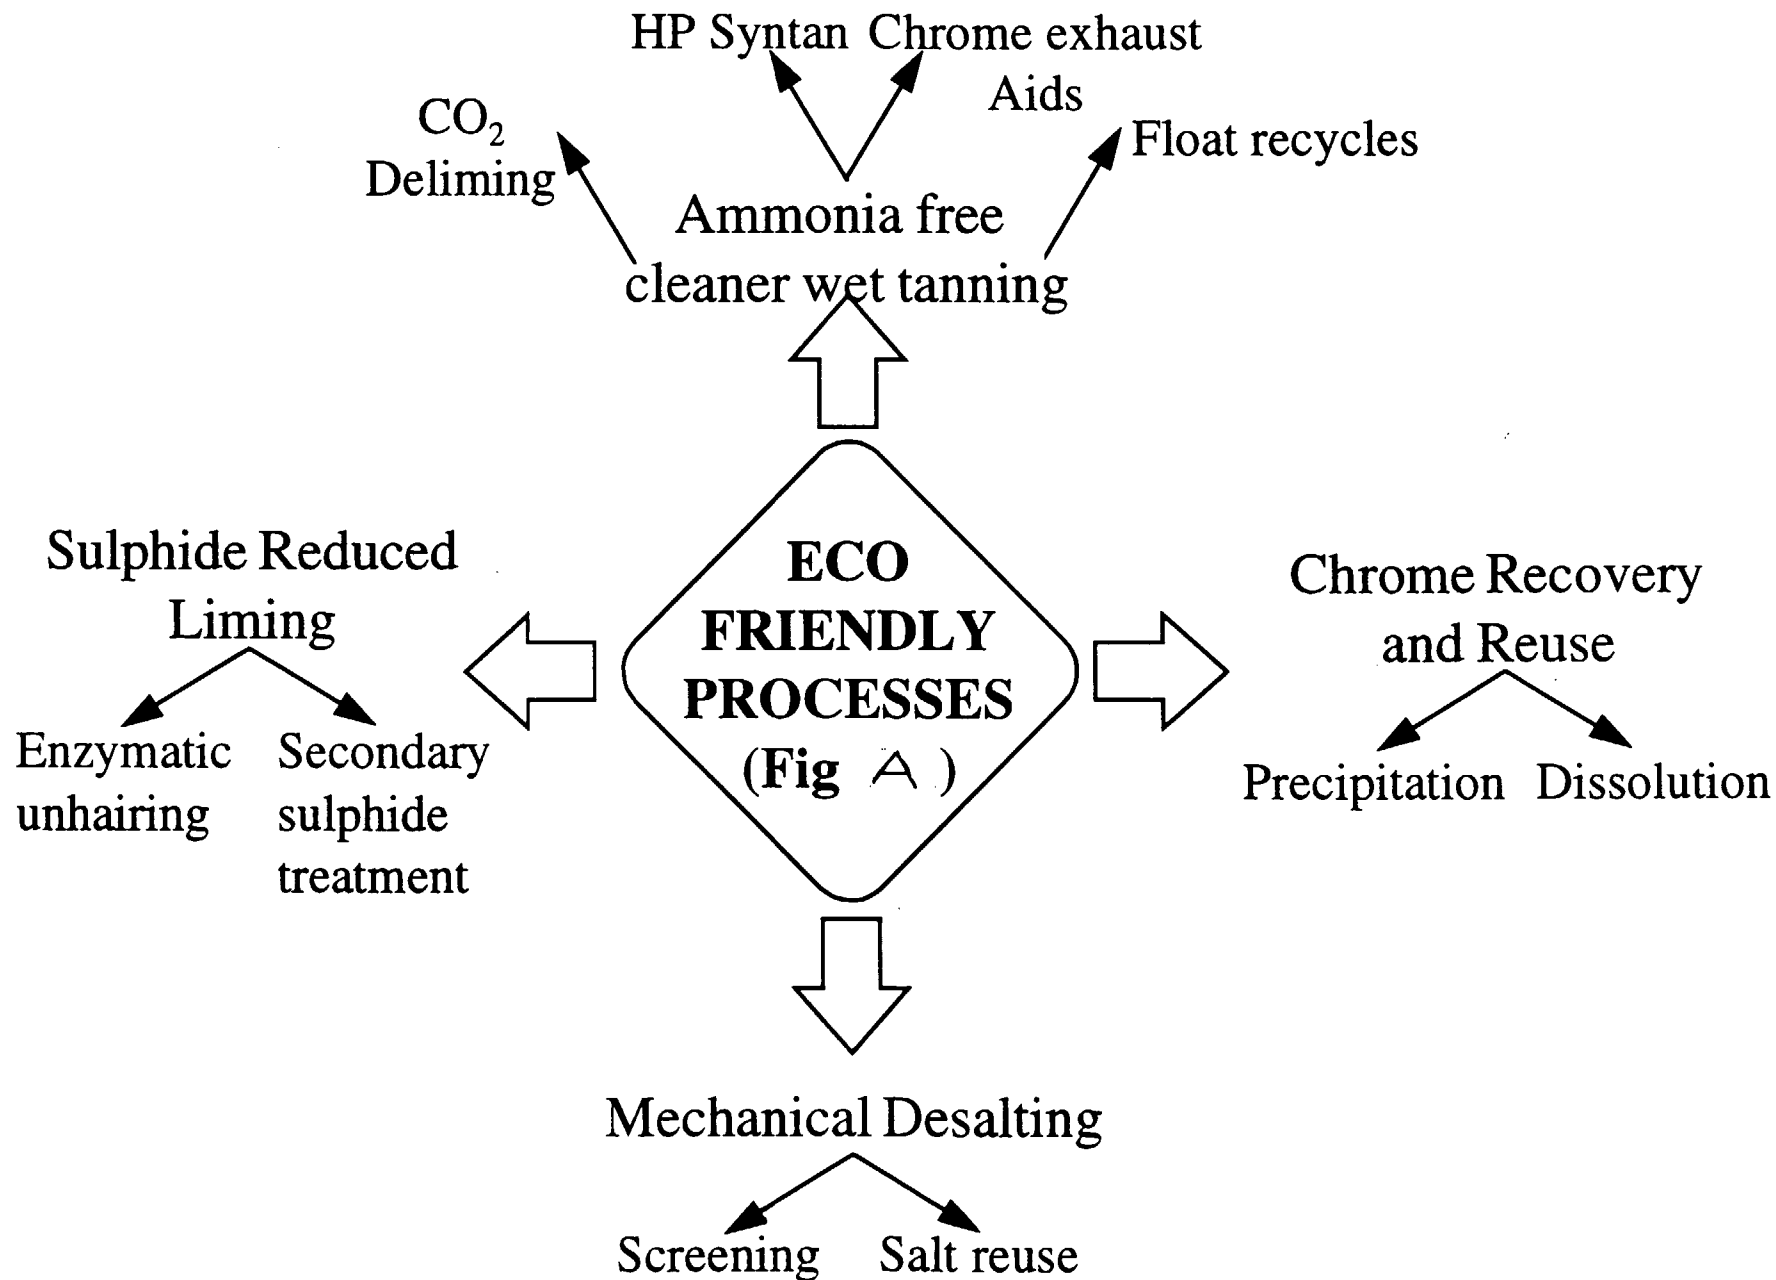 HP Syntan Chrome exhaust
Aids
CO₂
Deliming
Float recycles
Ammonia free
cleaner wet tanning
Sulphide Reduced
Liming
Enzymatic
unhairing
Secondary
sulphide
treatment
ECO
FRIENDLY
PROCESSES
(Fig A)
Chrome Recovery
and Reuse
Precipitation
Dissolution
Mechanical Desalting
Screening
Salt reuse